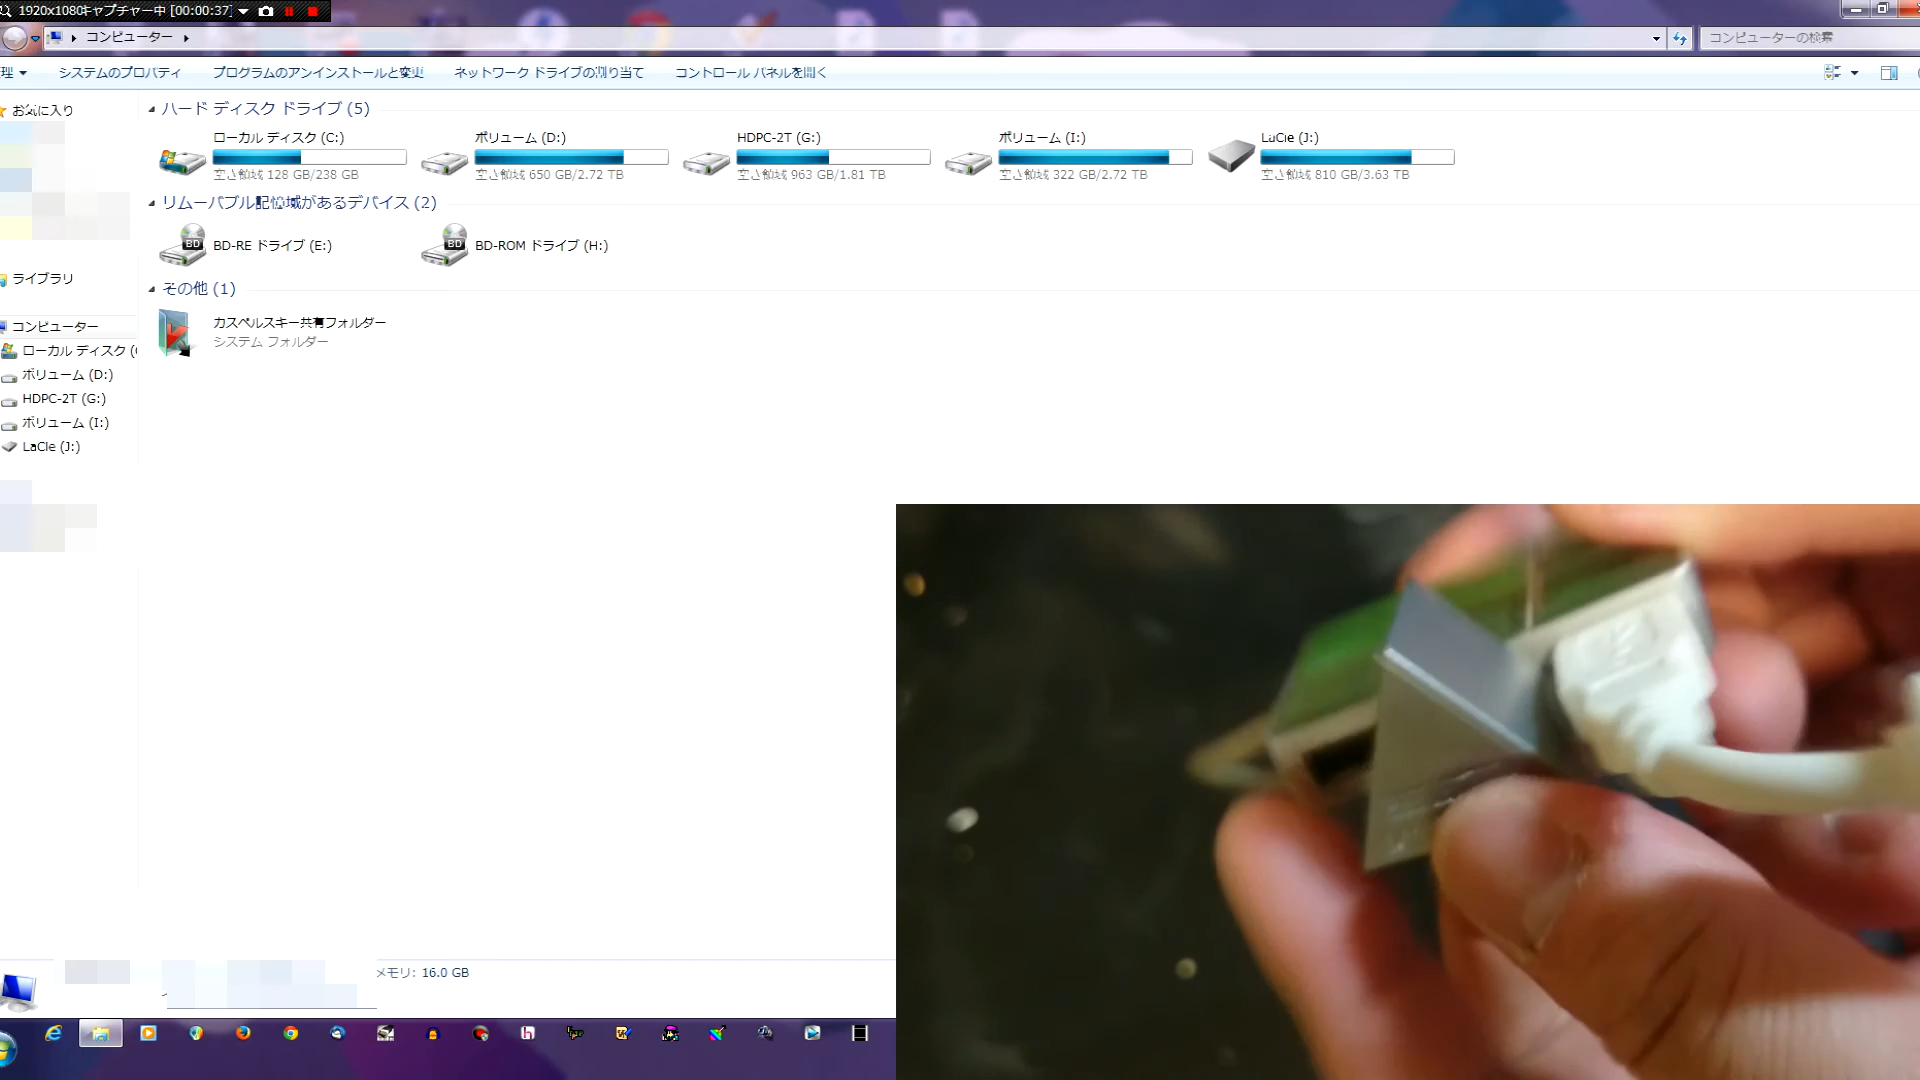 1920x1080キャプチャー中 [00:00:37]
コンピューター
コンピューターの検索
理 システムのプロパティ プログラムのアンインストールと変更 ネットワーク ドライブの割り当て コントロール パネルを開く
お気に入り
ライブラリ
コンピューター
ローカル ディスク (
ボリューム (D:)
HDPC-2T (G:)
ボリューム (I:)
LaCie (J:)
ハード ディスク ドライブ (5)
ローカル ディスク (C:)
空き領域 128 GB/238 GB
ボリューム (D:)
空き領域 650 GB/2.72 TB
HDPC-2T (G:)
空き領域 963 GB/1.81 TB
ボリューム (I:)
空き領域 322 GB/2.72 TB
LaCie (J:)
空き領域 810 GB/3.63 TB
リムーバブル記憶域があるデバイス (2)
BD-RE ドライブ (E:)
BD-ROM ドライブ (H:)
その他 (1)
カスペルスキー共有フォルダー
システム フォルダー
メモリ: 16.0 GB